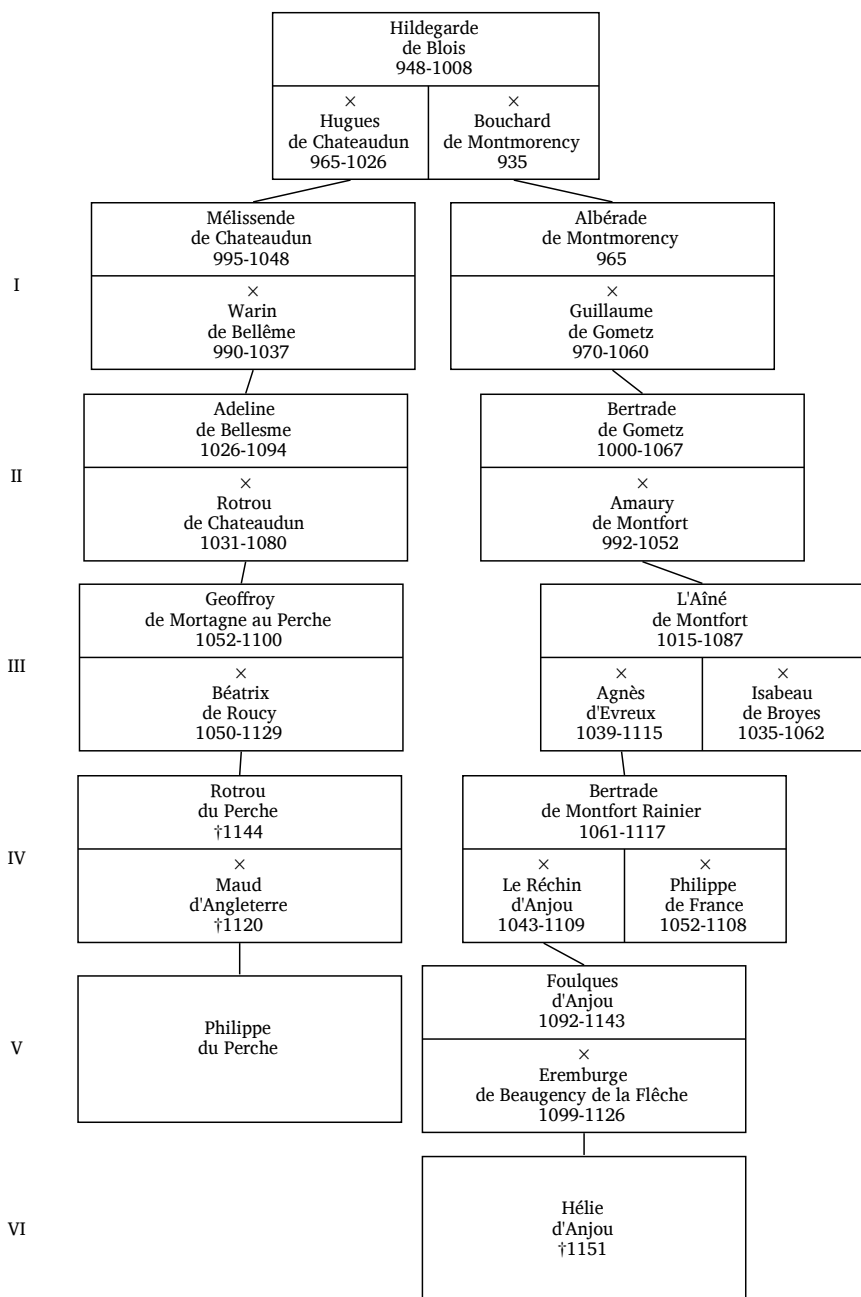 Hildegarde
de Blois
948-1008
×
Hugues
de Chateaudun
965-1026
×
Bouchard
de Montmorency
935
I
Mélissende
de Chateaudun
995-1048
×
Warin
de Bellême
990-1037
Albérade
de Montmorency
965
×
Guillaume
de Gometz
970-1060
II
Adeline
de Bellesme
1026-1094
×
Rotrou
de Chateaudun
1031-1080
Bertrade
de Gometz
1000-1067
×
Amaury
de Montfort
992-1052
III
Geoffroy
de Mortagne au Perche
1052-1100
×
Béatrix
de Roucy
1050-1129
L'Aîné
de Montfort
1015-1087
×
Agnès
d'Evreux
1039-1115
×
Isabeau
de Broyes
1035-1062
IV
Rotrou
du Perche
†1144
×
Maud
d'Angleterre
†1120
Bertrade
de Montfort Rainier
1061-1117
×
Le Réchin
d'Anjou
1043-1109
×
Philippe
de France
1052-1108
V
Philippe
du Perche
Foulques
d'Anjou
1092-1143
×
Eremburge
de Beaugency de la Flêche
1099-1126
VI
Hélie
d'Anjou
†1151